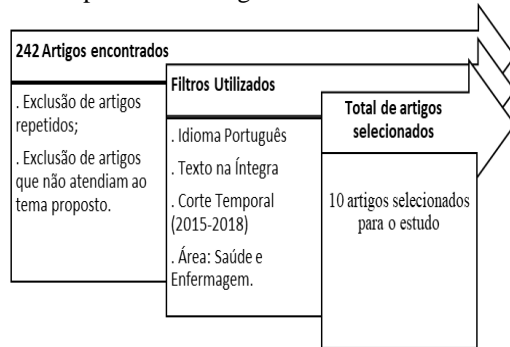 242 Artigos encontrados
. Exclusão de artigos
repetidos;
. Exclusão de artigos
que não atendiam ao
tema proposto.
Filtros Utilizados
. Idioma Português
. Texto na Íntegra
. Corte Temporal
(2015-2018)
. Área: Saúde e
Enfermagem.
Total de artigos
selecionados
10 artigos selecionados
para o estudo